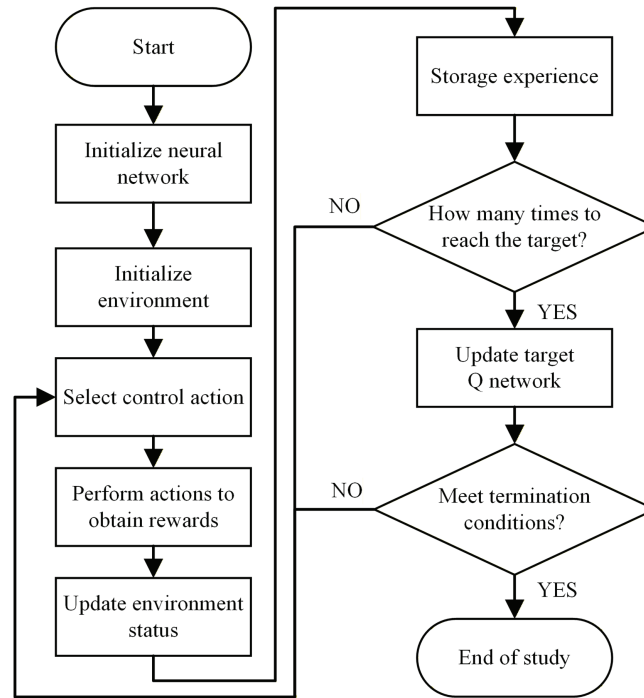 Start
Initialize neural
network
Initialize
environment
Select control action
Perform actions to
obtain rewards
Update environment
status
Storage experience
NO
How many times to
reach the target?
YES
Update target
Q network
NO
Meet termination
conditions?
YES
End of study